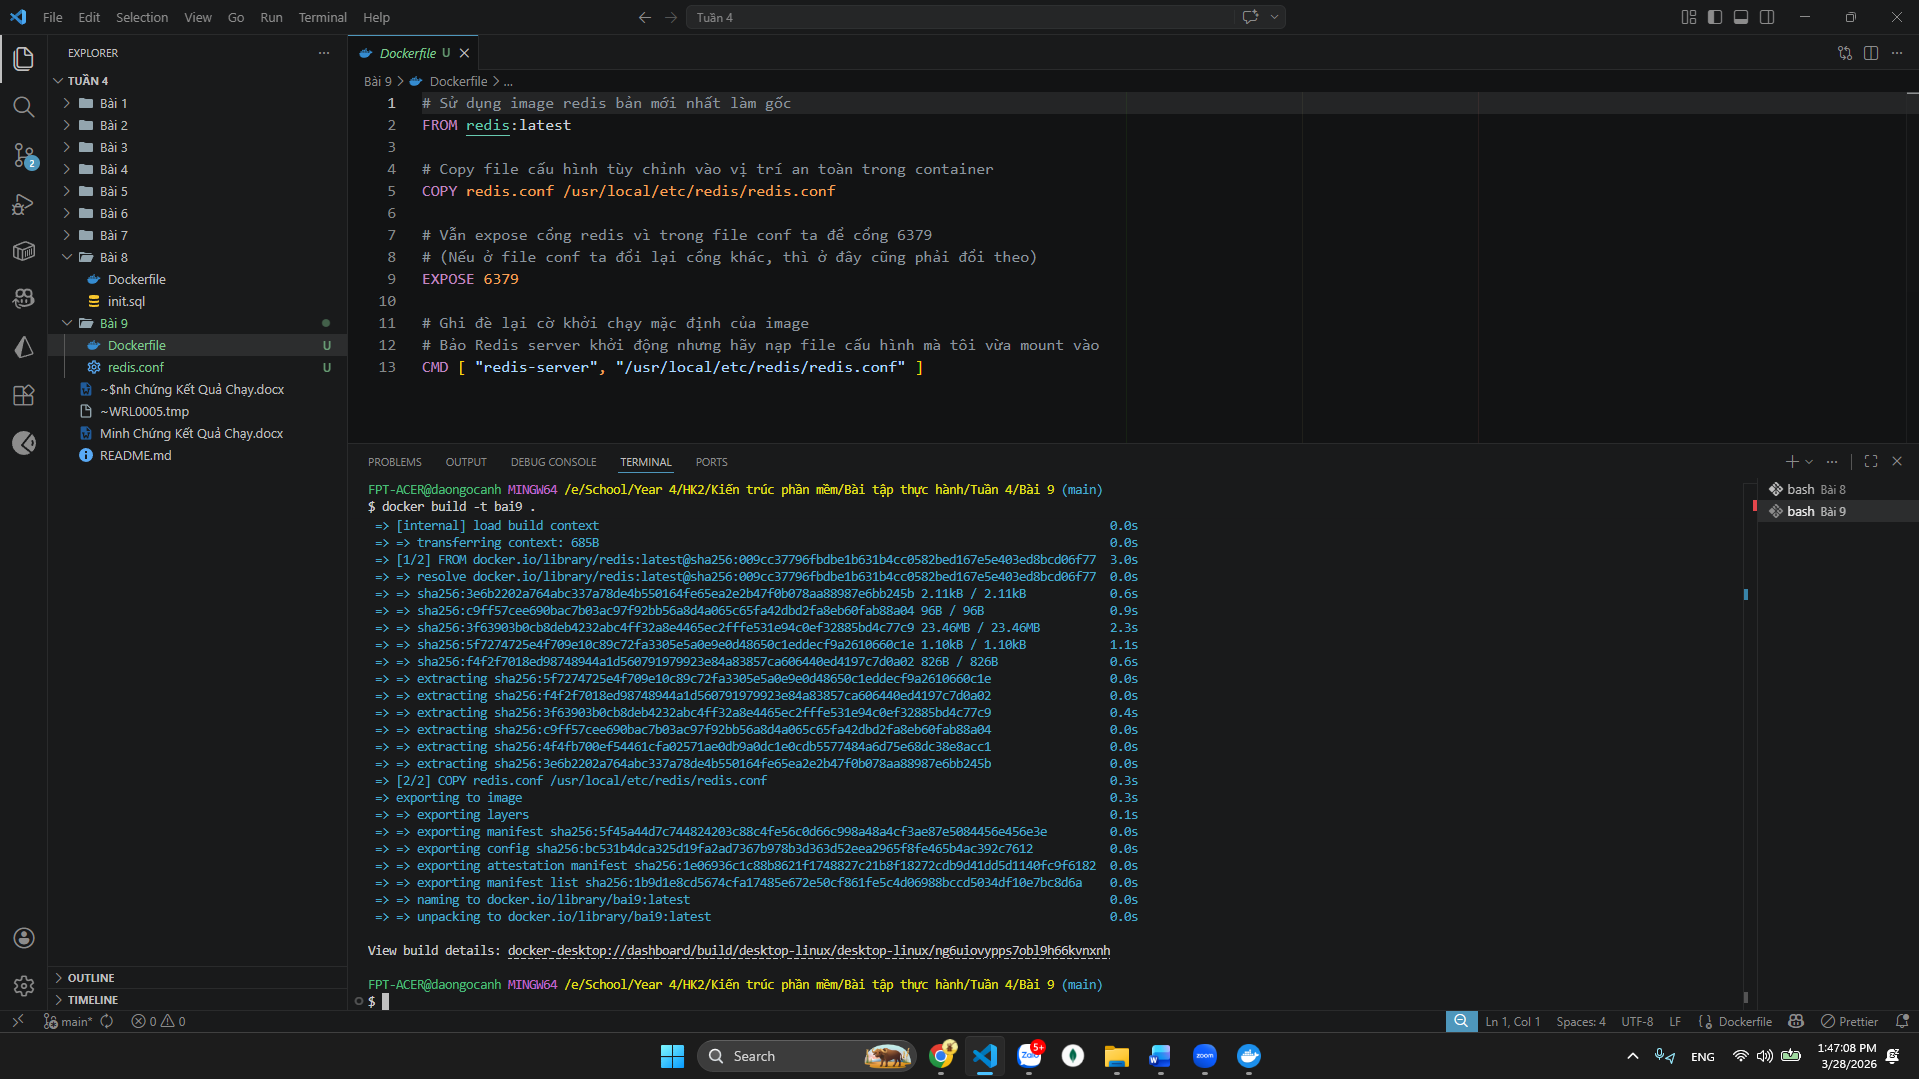 File Edit Selection View Go Run Terminal Help
Tuần 4
EXPLORER
TUẦN 4
Bài 1
Bài 2
Bài 3
Bài 4
Bài 5
Bài 6
Bài 7
Bài 8
Dockerfile
init.sql
Bài 9
Dockerfile U
redis.conf U
~$nh Chứng Kết Quả Chạy.docx
~WRL0005.tmp
Minh Chứng Kết Quả Chạy.docx
README.md
OUTLINE
TIMELINE
2
Dockerfile U
Bài 9 > Dockerfile > ...
1 # Sử dụng image redis bản mới nhất làm gốc
2 FROM redis:latest
3
4 # Copy file cấu hình tùy chỉnh vào vị trí an toàn trong container
5 COPY redis.conf /usr/local/etc/redis/redis.conf
6
7 # Vẫn expose cổng redis vì trong file conf ta để cổng 6379
8 # (Nếu ở file conf ta đổi lại cổng khác, thì ở đây cũng phải đổi theo)
9 EXPOSE 6379
10
11 # Ghi đè lại cờ khởi chạy mặc định của image
12 # Bảo Redis server khởi động nhưng hãy nạp file cấu hình mà tôi vừa mount vào
13 CMD [ "redis-server", "/usr/local/etc/redis/redis.conf" ]
PROBLEMS OUTPUT DEBUG CONSOLE TERMINAL PORTS
bash Bài 8
bash Bài 9
FPT-ACER@daongocanh MINGW64 /e/School/Year 4/HK2/Kiến trúc phần mềm/Bài tập thực hành/Tuần 4/Bài 9 (main)
$ docker build -t bai9 .
=> [internal] load build context 0.0s
=> => transferring context: 685B 0.0s
=> [1/2] FROM docker.io/library/redis:latest@sha256:009cc37796fbdbe1b631b4cc0582bed167e5e403ed8bcd06f77 3.0s
=> => resolve docker.io/library/redis:latest@sha256:009cc37796fbdbe1b631b4cc0582bed167e5e403ed8bcd06f77 0.0s
=> => sha256:3e6b2202a764abc337a78de4b550164fe65ea2e2b47f0b078aa88987e6bb245b 2.11kB / 2.11kB 0.6s
=> => sha256:c9ff57cee690bac7b03ac97f92bb56a8d4a065c65fa42dbd2fa8eb60fab88a04 96B / 96B 0.9s
=> => sha256:3f63903b0cb8deb4232abc4ff32a8e4465ec2fffe531e94c0ef32885bd4c77c9 23.46MB / 23.46MB 2.3s
=> => sha256:5f7274725e4f709e10c89c72fa3305e5a0e9e0d48650c1eddecf9a2610660c1e 1.10kB / 1.10kB 1.1s
=> => sha256:f4f2f7018ed98748944a1d560791979923e84a83857ca606440ed4197c7d0a02 826B / 826B 0.6s
=> => extracting sha256:5f7274725e4f709e10c89c72fa3305e5a0e9e0d48650c1eddecf9a2610660c1e 0.0s
=> => extracting sha256:f4f2f7018ed98748944a1d560791979923e84a83857ca606440ed4197c7d0a02 0.0s
=> => extracting sha256:3f63903b0cb8deb4232abc4ff32a8e4465ec2fffe531e94c0ef32885bd4c77c9 0.4s
=> => extracting sha256:c9ff57cee690bac7b03ac97f92bb56a8d4a065c65fa42dbd2fa8eb60fab88a04 0.0s
=> => extracting sha256:4f4fb700ef54461cfa02571ae0db9a0dc1e0cdb5577484a6d75e68dc38e8acc1 0.0s
=> => extracting sha256:3e6b2202a764abc337a78de4b550164fe65ea2e2b47f0b078aa88987e6bb245b 0.0s
=> [2/2] COPY redis.conf /usr/local/etc/redis/redis.conf 0.3s
=> exporting to image 0.3s
=> => exporting layers 0.1s
=> => exporting manifest sha256:5f45a44d7c744824203c88c4fe56c0d66c998a48a4cf3ae87e5084456e456e3e 0.0s
=> => exporting config sha256:bc531b4dca325d19fa2ad7367b978b3d363d52eea2965f8fe465b4ac392c7612 0.0s
=> => exporting attestation manifest sha256:1e06936c1c88b8621f1748827c21b8f18272cdb9d41dd5d1140fc9f6182 0.0s
=> => exporting manifest list sha256:1b9d1e8cd5674cfa17485e672e50cf861fe5c4d06988bccd5034df10e7bc8d6a 0.0s
=> => naming to docker.io/library/bai9:latest 0.0s
=> => unpacking to docker.io/library/bai9:latest 0.0s
View build details: docker-desktop://dashboard/build/desktop-linux/desktop-linux/ng6uiovypps7obl9h66kvnxnh
FPT-ACER@daongocanh MINGW64 /e/School/Year 4/HK2/Kiến trúc phần mềm/Bài tập thực hành/Tuần 4/Bài 9 (main)
$
main* 0 0
Ln 1, Col 1 Spaces: 4 UTF-8 LF Dockerfile Prettier
Search
Zalo 5+
zoom
ENG
1:47:08 PM
3/28/2026